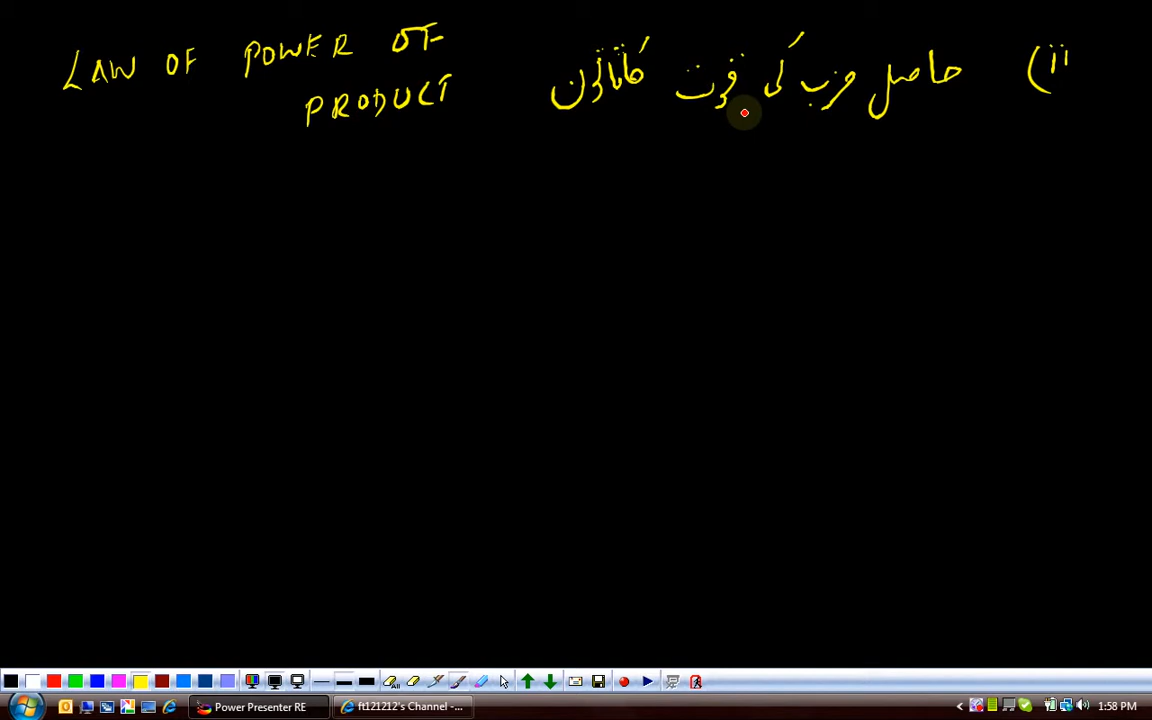 LAW OF POWER OF
PRODUCT
ii) حاصل ضرب کی قوت کا قانون
Power Presenter RE
ft121212's Channel -...
1:58 PM